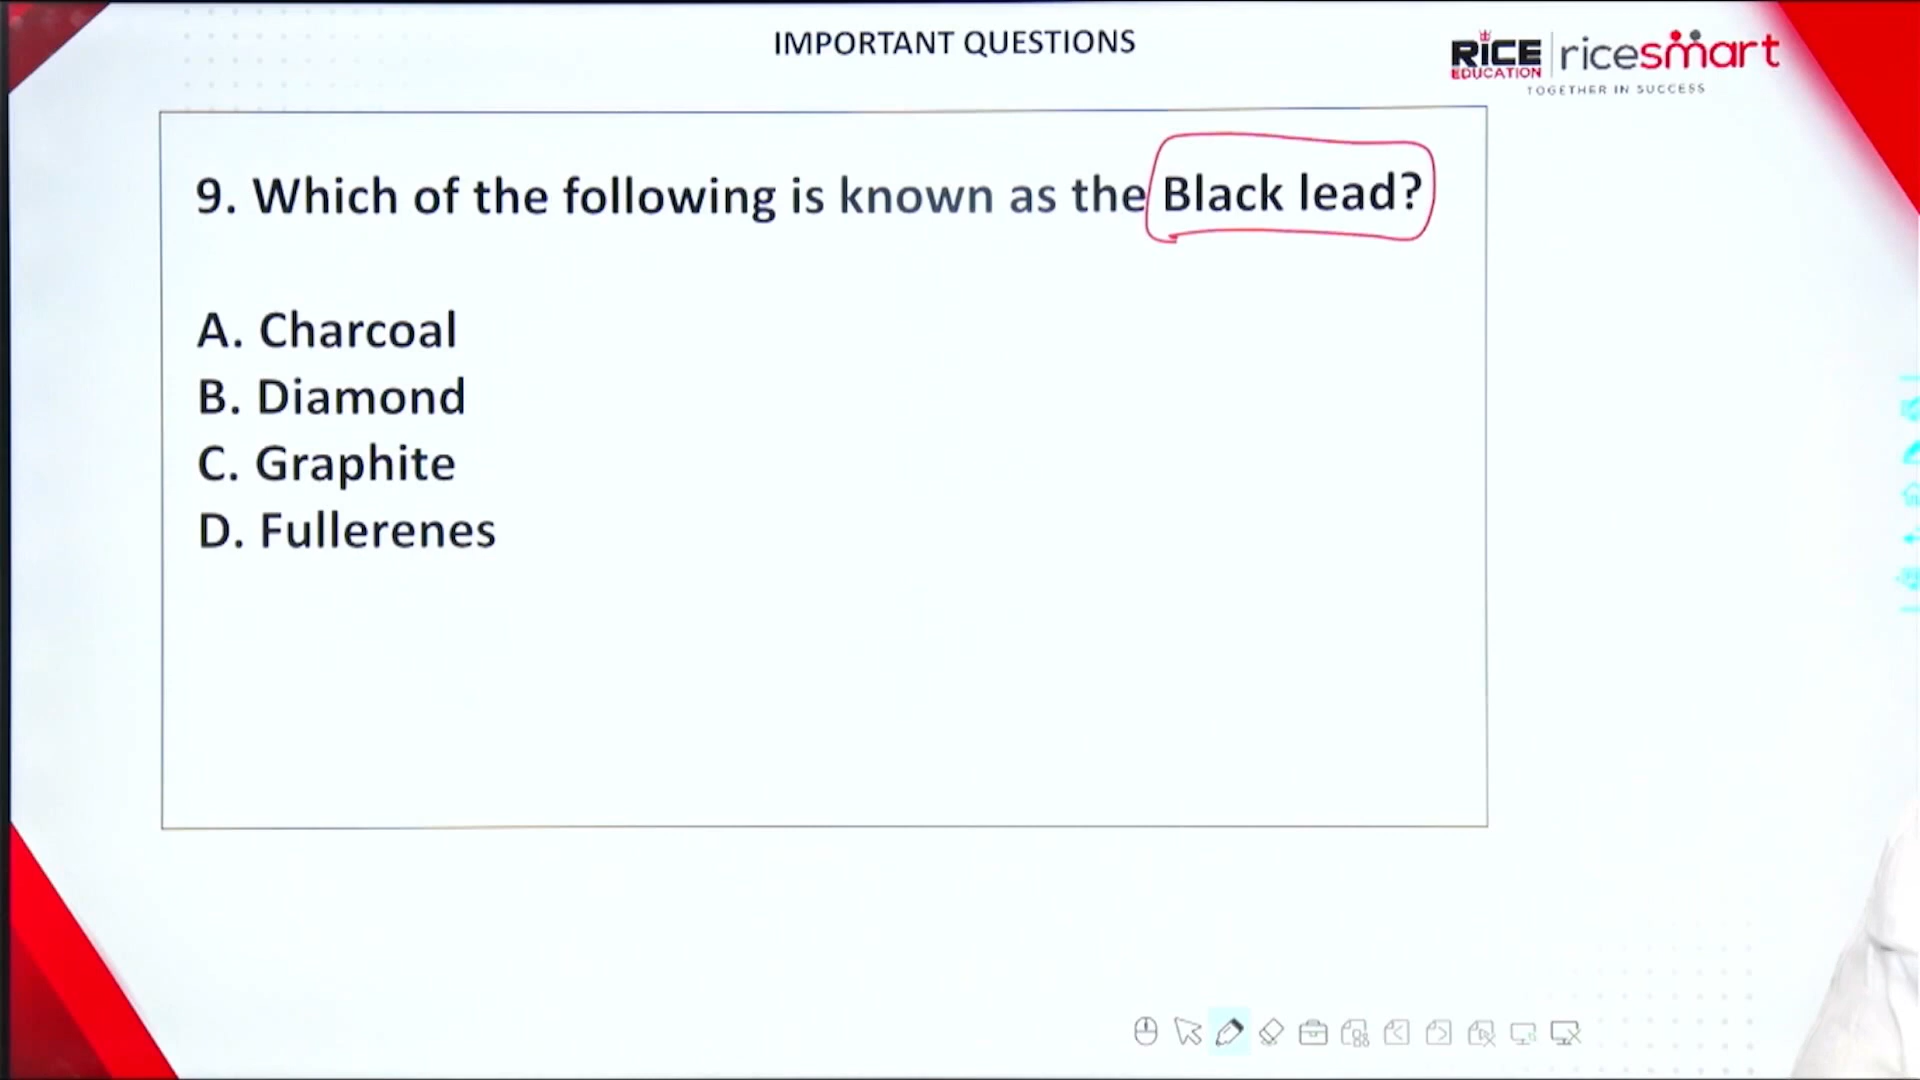 IMPORTANT QUESTIONS
RiCE EDUCATION ricesmart
TOGETHER IN SUCCESS
9. Which of the following is known as the Black lead?
A. Charcoal
B. Diamond
C. Graphite
D. Fullerenes